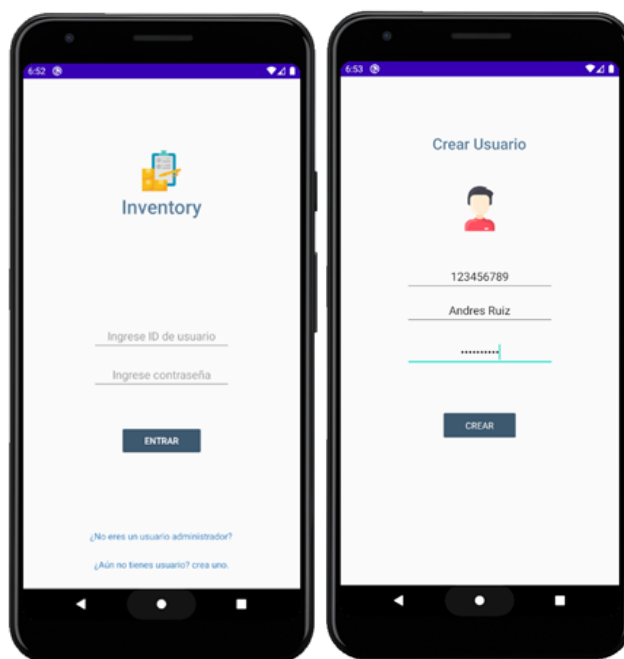 6:52
Inventory
Ingrese ID de usuario
Ingrese contraseña
ENTRAR
¿No eres un usuario administrador?
¿Aún no tienes usuario? crea uno.
6:53
Crear Usuario
123456789
Andres Ruiz
••••••••••
CREAR